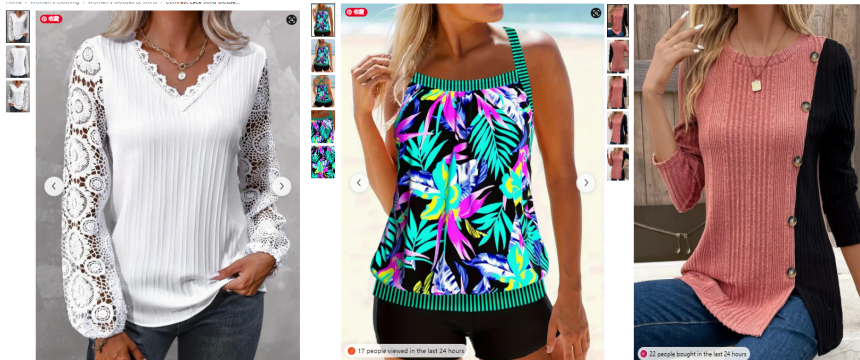 Home > Women's Clothing > Women's Blouses & Shirts > Contrast Lace Solid Blouse...
收藏
收藏
17 people viewed in the last 24 hours
22 people bought in the last 24 hours